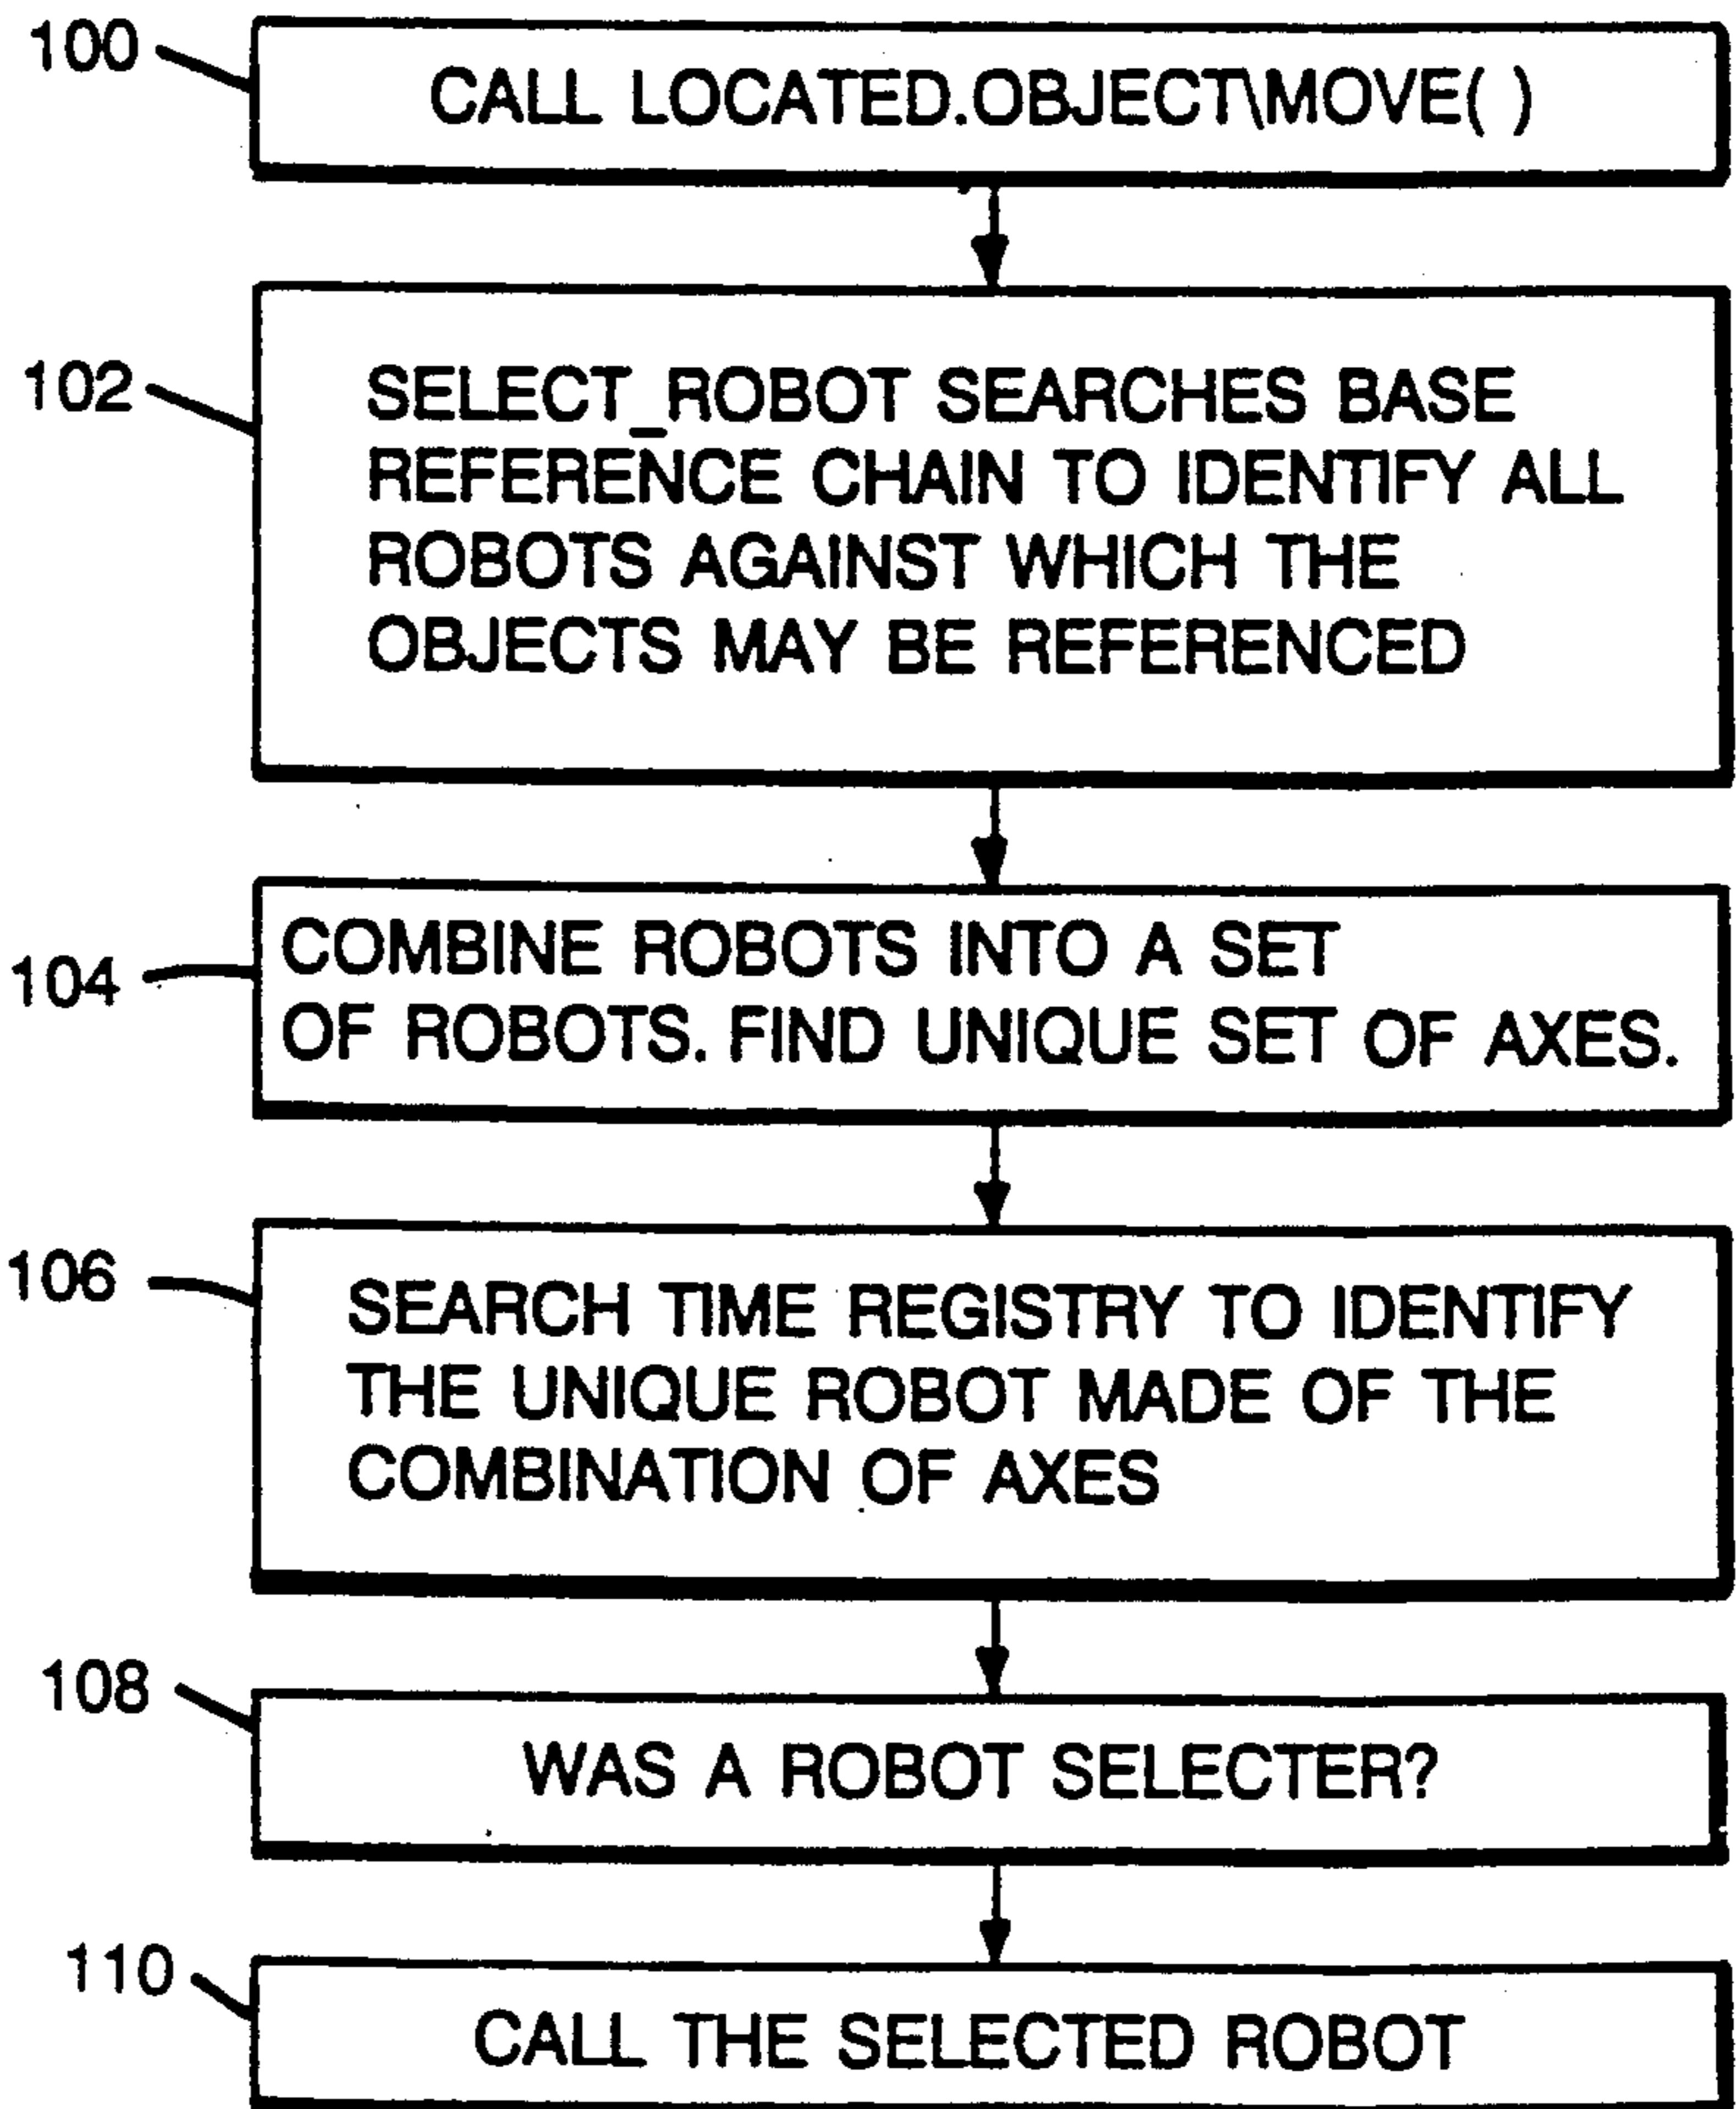 100
CALL LOCATED.OBJECT\MOVE( )
102
SELECT_ROBOT SEARCHES BASE
REFERENCE CHAIN TO IDENTIFY ALL
ROBOTS AGAINST WHICH THE
OBJECTS MAY BE REFERENCED
104
COMBINE ROBOTS INTO A SET
OF ROBOTS. FIND UNIQUE SET OF AXES.
106
SEARCH TIME REGISTRY TO IDENTIFY
THE UNIQUE ROBOT MADE OF THE
COMBINATION OF AXES
108
WAS A ROBOT SELECTER?
110
CALL THE SELECTED ROBOT